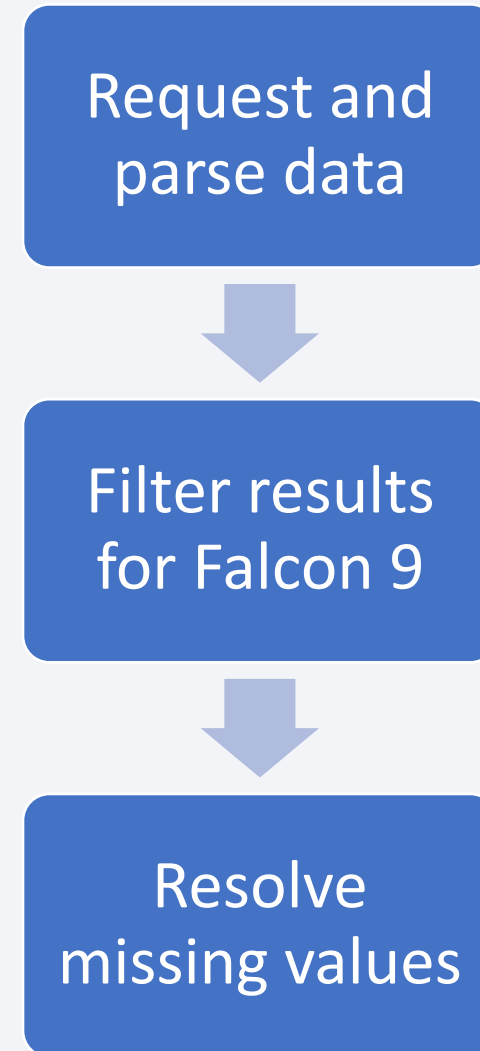 Request and
parse data
Filter results
for Falcon 9
Resolve
missing values